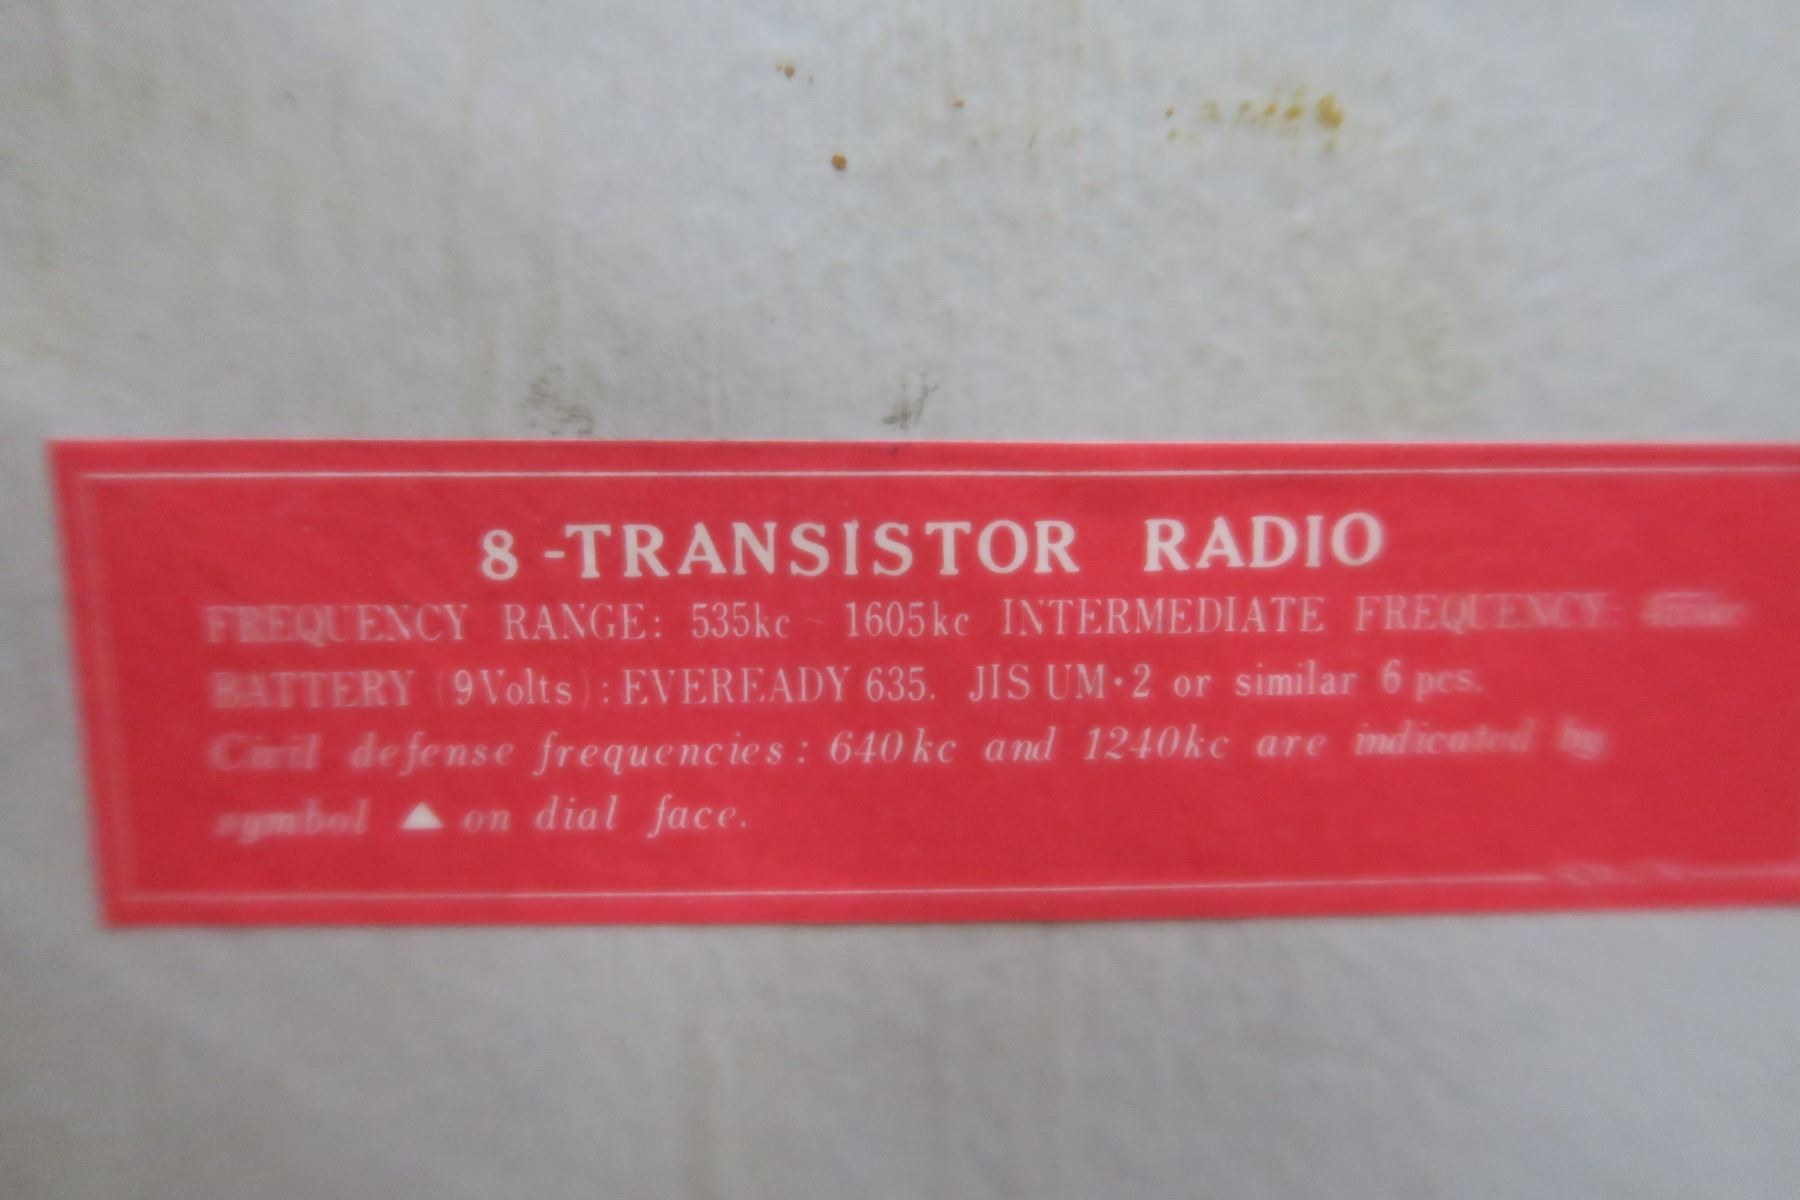 8-TRANSISTOR RADIO
FREQUENCY RANGE: 535kc ~ 1605kc INTERMEDIATE FREQUENCY: 455kc
BATTERY (9Volts): EVEREADY 635. JIS UM·2 or similar 6 pcs.
Civil defense frequencies: 640kc and 1240kc are indicated by
symbol ▲ on dial face.